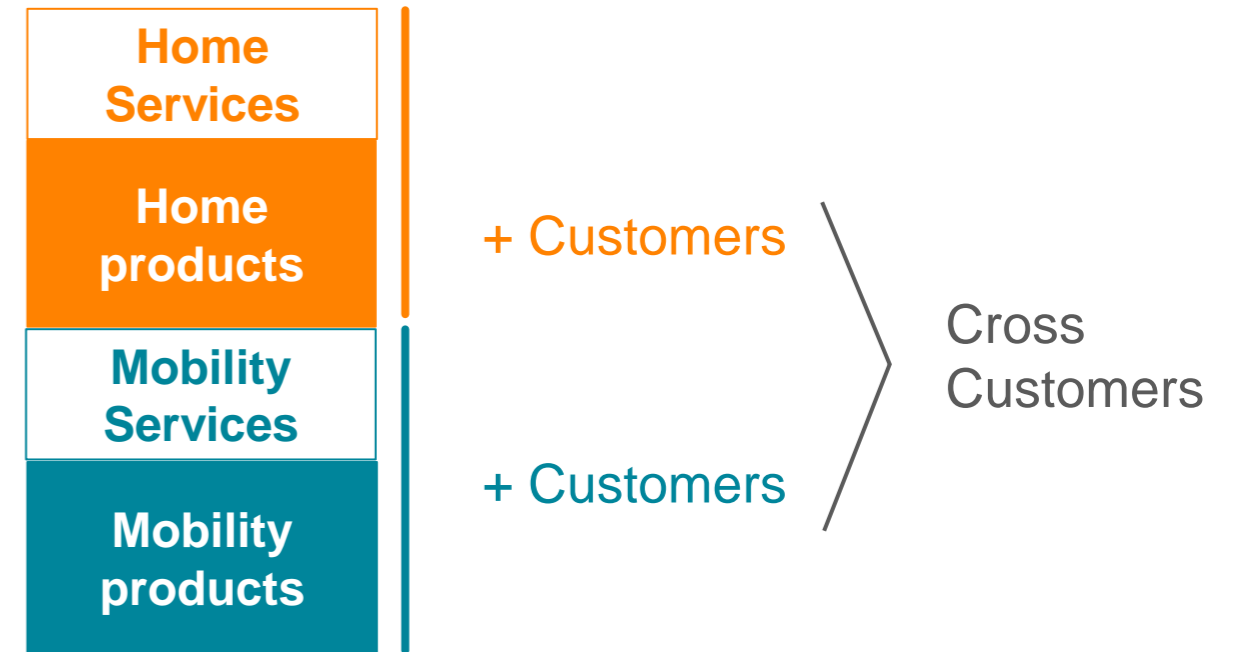 Home
Services
Home
products
+ Customers
Mobility
Services
Cross
Customers
+ Customers
Mobility
products